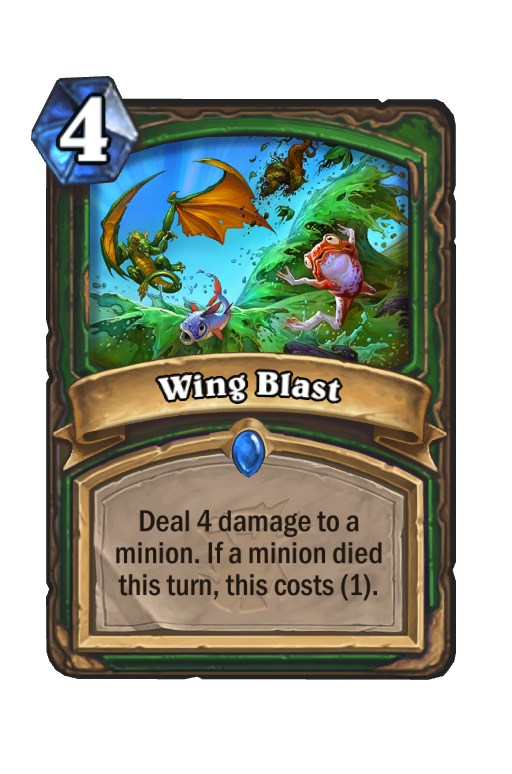 4
Wing Blast
Deal 4 damage to a
minion. If a minion died
this turn, this costs (1).